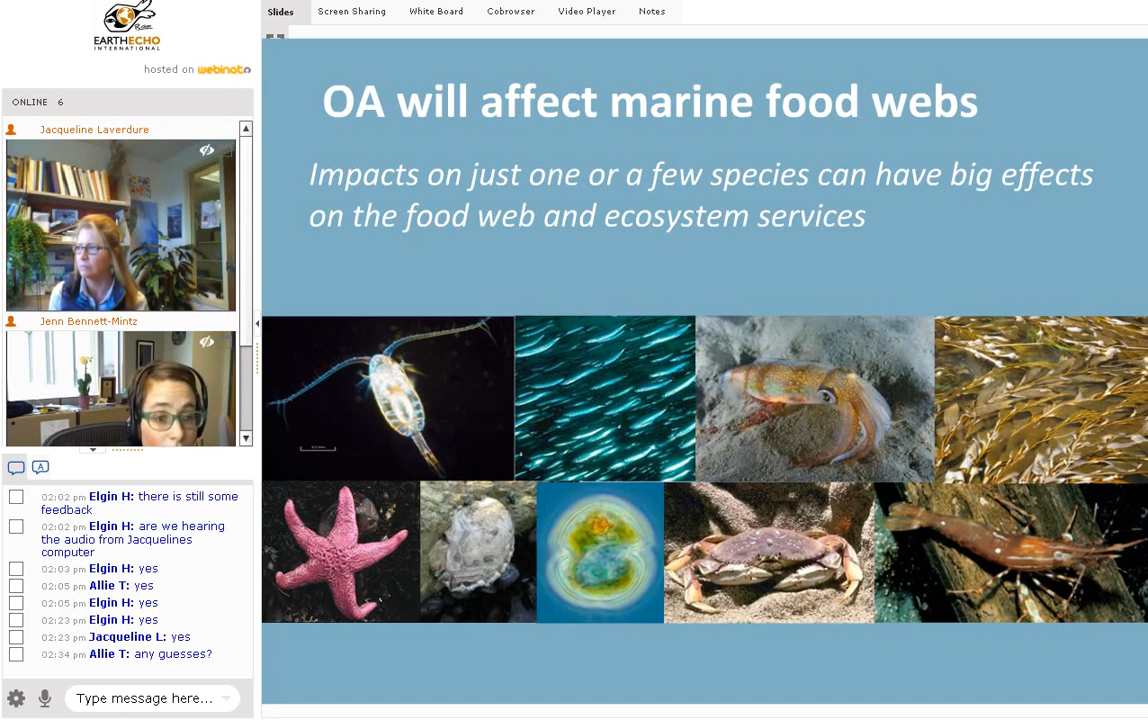 EARTHECHO
INTERNATIONAL
hosted on webinato
Slides Screen Sharing White Board Cobrowser Video Player Notes
ONLINE 6
Jacqueline Laverdure
Jenn Bennett-Mintz
02:02 pm Elgin H: there is still some
feedback
02:02 pm Elgin H: are we hearing
the audio from Jacquelines
computer
02:03 pm Elgin H: yes
02:05 pm Allie T: yes
02:05 pm Elgin H: yes
02:23 pm Elgin H: yes
02:23 pm Jacqueline L: yes
02:34 pm Allie T: any guesses?
Type message here...
OA will affect marine food webs
Impacts on just one or a few species can have big effects
on the food web and ecosystem services